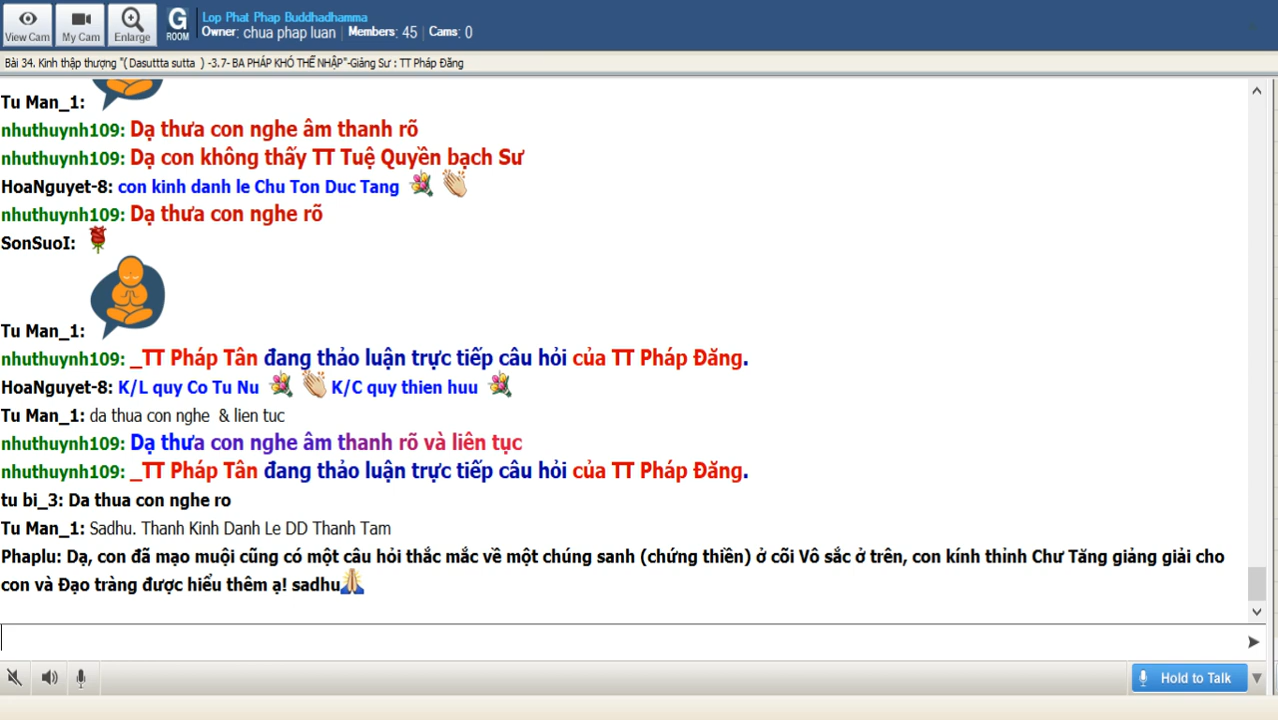 View Cam
My Cam
Enlarge
G
ROOM
Lop Phat Phap Buddhadhamma
Owner: chua phap luan | Members: 45 | Cams: 0
Bài 34. Kinh thập thượng "( Dasuttta sutta ) -3.7- BA PHÁP KHÓ THỂ NHẬP"-Giảng Sư : TT Pháp Đăng
Tu Man_1:
nhuthuynh109: Dạ thưa con nghe âm thanh rõ
nhuthuynh109: Dạ con không thấy TT Tuệ Quyền bạch Sư
HoaNguyet-8: con kinh danh le Chu Ton Duc Tang
nhuthuynh109: Dạ thưa con nghe rõ
SonSuoI:
Tu Man_1:
nhuthuynh109: _TT Pháp Tân đang thảo luận trực tiếp câu hỏi của TT Pháp Đăng.
HoaNguyet-8: K/L quy Co Tu Nu K/C quy thien huu
Tu Man_1: da thua con nghe & lien tuc
nhuthuynh109: Dạ thưa con nghe âm thanh rõ và liên tục
nhuthuynh109: _TT Pháp Tân đang thảo luận trực tiếp câu hỏi của TT Pháp Đăng.
tu bi_3: Da thua con nghe ro
Tu Man_1: Sadhu. Thanh Kinh Danh Le DD Thanh Tam
Phaplu: Dạ, con đã mạo muội cũng có một câu hỏi thắc mắc về một chúng sanh (chứng thiền) ở cõi Vô sắc ở trên, con kính thỉnh Chư Tăng giảng giải cho
con và Đạo tràng được hiểu thêm ạ! sadhu
Hold to Talk